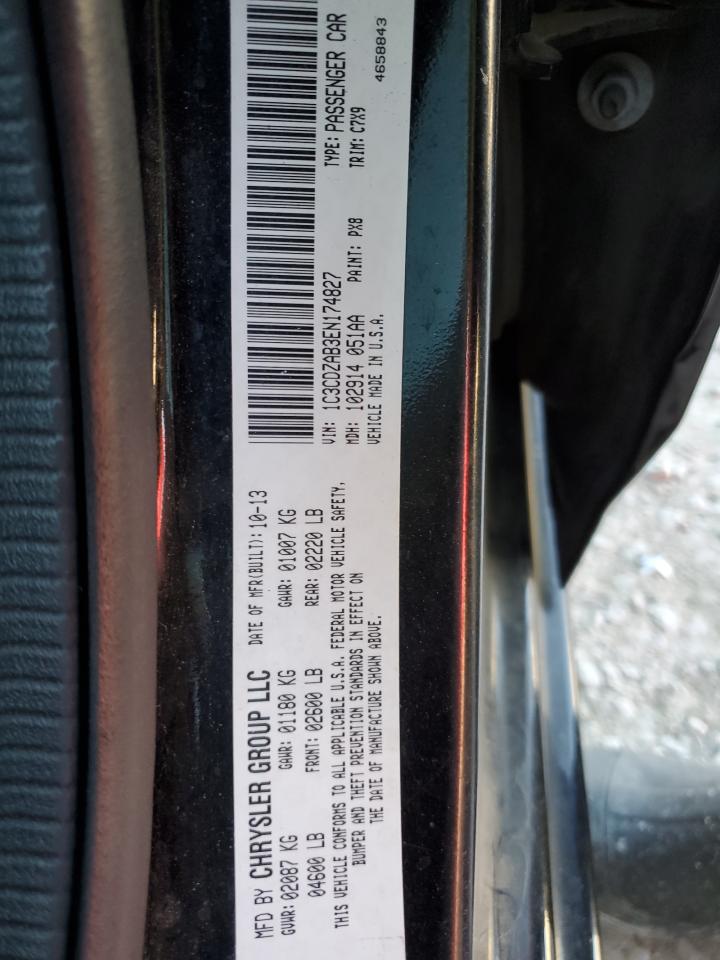 MFD BY CHRYSLER GROUP LLC DATE OF MFR(BUILT): 10-13
GVWR: 02087 KG GAWR: 01180 KG GAWR: 01007 KG
04600 LB FRONT: 02600 LB REAR: 02220 LB
THIS VEHICLE CONFORMS TO ALL APPLICABLE U.S.A. FEDERAL MOTOR VEHICLE SAFETY,
BUMPER AND THEFT PREVENTION STANDARDS IN EFFECT ON
THE DATE OF MANUFACTURE SHOWN ABOVE.
VIN: 1C3CDZAB3EN174827 TYPE: PASSENGER CAR
MDH: 102914 051AA PAINT: PX8 TRIM: C7X9
VEHICLE MADE IN U.S.A.
4658843